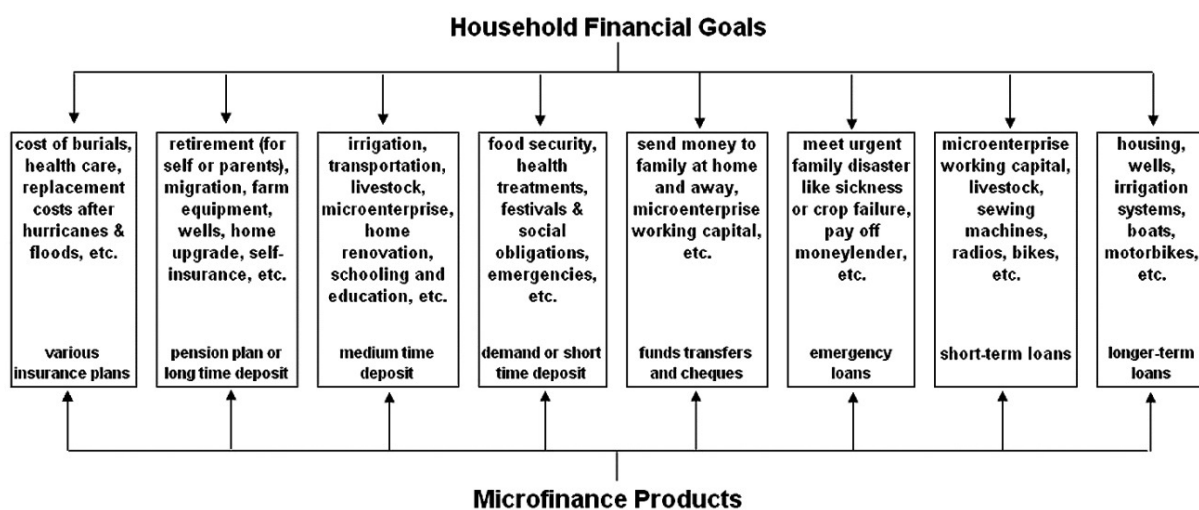 Household Financial Goals
cost of burials,
health care,
replacement
costs after
hurricanes &
floods, etc.
various
insurance plans
retirement (for
self or parents),
migration, farm
equipment,
wells, home
upgrade, self-
insurance, etc.
pension plan or
long time deposit
irrigation,
transportation,
livestock,
microenterprise,
home
renovation,
schooling and
education, etc.
medium time
deposit
food security,
health
treatments,
festivals &
social
obligations,
emergencies,
etc.
demand or short
time deposit
send money to
family at home
and away,
microenterprise
working capital,
etc.
funds transfers
and cheques
meet urgent
family disaster
like sickness
or crop failure,
pay off
moneylender,
etc.
emergency
loans
microenterprise
working capital,
livestock,
sewing
machines,
radios, bikes,
etc.
short-term loans
housing,
wells,
irrigation
systems,
boats,
motorbikes,
etc.
longer-term
loans
Microfinance Products